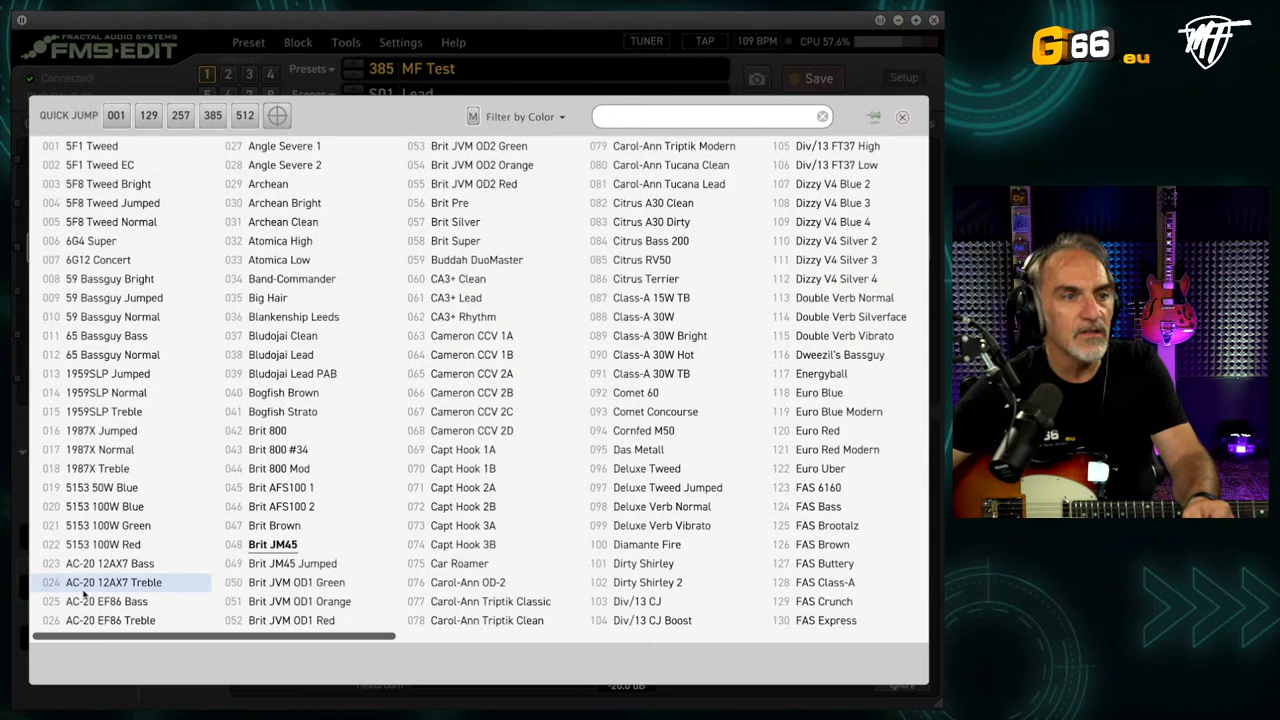 FRACTAL AUDIO SYSTEMS
FM9-EDIT
Preset Block Tools Settings Help
TUNER TAP 109 BPM CPU 57.6%
Connected!
1 2 3 4
Presets
385 MF Test
Save
Setup
S01 Lead
G 66 eu
QUICK JUMP 001 129 257 385 512
M Filter by Color
001 5F1 Tweed
002 5F1 Tweed EC
003 5F8 Tweed Bright
004 5F8 Tweed Jumped
005 5F8 Tweed Normal
006 6G4 Super
007 6G12 Concert
008 59 Bassguy Bright
009 59 Bassguy Jumped
010 59 Bassguy Normal
011 65 Bassguy Bass
012 65 Bassguy Normal
013 1959SLP Jumped
014 1959SLP Normal
015 1959SLP Treble
016 1987X Jumped
017 1987X Normal
018 1987X Treble
019 5153 50W Blue
020 5153 100W Blue
021 5153 100W Green
022 5153 100W Red
023 AC-20 12AX7 Bass
024 AC-20 12AX7 Treble
025 AC-20 EF86 Bass
026 AC-20 EF86 Treble
027 Angle Severe 1
028 Angle Severe 2
029 Archean
030 Archean Bright
031 Archean Clean
032 Atomica High
033 Atomica Low
034 Band-Commander
035 Big Hair
036 Blankenship Leeds
037 Bludojai Clean
038 Bludojai Lead
039 Bludojai Lead PAB
040 Bogfish Brown
041 Bogfish Strato
042 Brit 800
043 Brit 800 #34
044 Brit 800 Mod
045 Brit AFS100 1
046 Brit AFS100 2
047 Brit Brown
048 Brit JM45
049 Brit JM45 Jumped
050 Brit JVM OD1 Green
051 Brit JVM OD1 Orange
052 Brit JVM OD1 Red
053 Brit JVM OD2 Green
054 Brit JVM OD2 Orange
055 Brit JVM OD2 Red
056 Brit Pre
057 Brit Silver
058 Brit Super
059 Buddah DuoMaster
060 CA3+ Clean
061 CA3+ Lead
062 CA3+ Rhythm
063 Cameron CCV 1A
064 Cameron CCV 1B
065 Cameron CCV 2A
066 Cameron CCV 2B
067 Cameron CCV 2C
068 Cameron CCV 2D
069 Capt Hook 1A
070 Capt Hook 1B
071 Capt Hook 2A
072 Capt Hook 2B
073 Capt Hook 3A
074 Capt Hook 3B
075 Car Roamer
076 Carol-Ann OD-2
077 Carol-Ann Triptik Classic
078 Carol-Ann Triptik Clean
079 Carol-Ann Triptik Modern
080 Carol-Ann Tucana Clean
081 Carol-Ann Tucana Lead
082 Citrus A30 Clean
083 Citrus A30 Dirty
084 Citrus Bass 200
085 Citrus RV50
086 Citrus Terrier
087 Class-A 15W TB
088 Class-A 30W
089 Class-A 30W Bright
090 Class-A 30W Hot
091 Class-A 30W TB
092 Comet 60
093 Comet Concourse
094 Cornfed M50
095 Das Metall
096 Deluxe Tweed
097 Deluxe Tweed Jumped
098 Deluxe Verb Normal
099 Deluxe Verb Vibrato
100 Diamante Fire
101 Dirty Shirley
102 Dirty Shirley 2
103 Div/13 CJ
104 Div/13 CJ Boost
105 Div/13 FT37 High
106 Div/13 FT37 Low
107 Dizzy V4 Blue 2
108 Dizzy V4 Blue 3
109 Dizzy V4 Blue 4
110 Dizzy V4 Silver 2
111 Dizzy V4 Silver 3
112 Dizzy V4 Silver 4
113 Double Verb Normal
114 Double Verb Silverface
115 Double Verb Vibrato
116 Dweezil's Bassguy
117 Energyball
118 Euro Blue
119 Euro Blue Modern
120 Euro Red
121 Euro Red Modern
122 Euro Uber
123 FAS 6160
124 FAS Bass
125 FAS Brootalz
126 FAS Brown
127 FAS Buttery
128 FAS Class-A
129 FAS Crunch
130 FAS Express
66 eu
-20.0 dB
Ignore